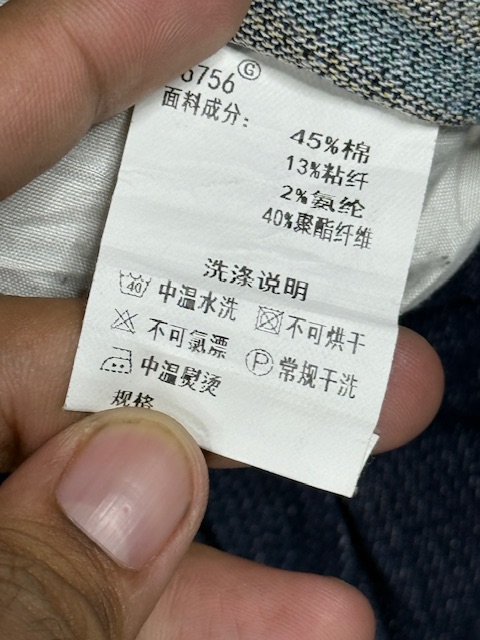 6756 G
面料成分:
45%棉
13%粘纤
2%氨纶
40%聚酯纤维
洗涤说明
40 中温水洗 不可烘干
不可氯漂 P 常规干洗
中温熨烫
规格